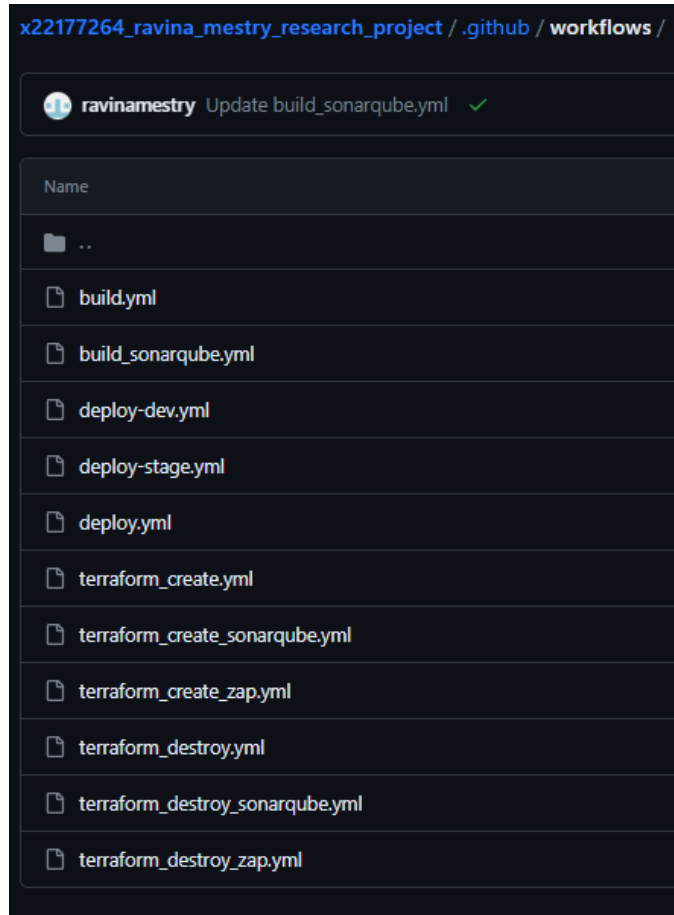 x22177264_ravina_mestry_research_project / .github / workflows /
ravinamestry Update build_sonarqube.yml
Name
..
build.yml
build_sonarqube.yml
deploy-dev.yml
deploy-stage.yml
deploy.yml
terraform_create.yml
terraform_create_sonarqube.yml
terraform_create_zap.yml
terraform_destroy.yml
terraform_destroy_sonarqube.yml
terraform_destroy_zap.yml